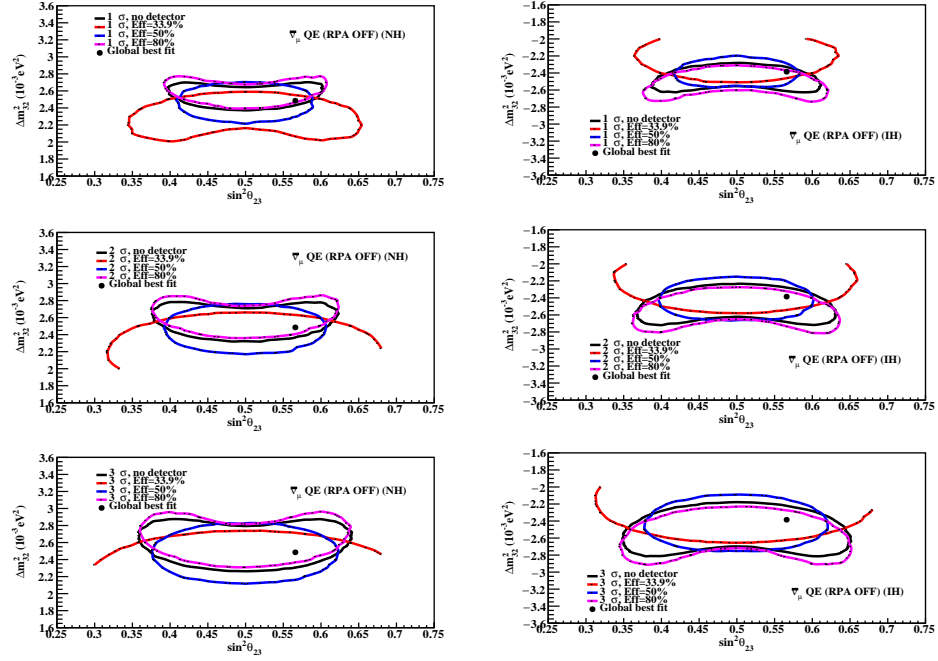 1 σ, no detector
1 σ, Eff=33.9%
1 σ, Eff=50%
1 σ, Eff=80%
Global best fit
ν̅μ QE (RPA OFF) (NH)
Δm²₃₂ (10⁻³eV²)
3.6
3.4
3.2
3
2.8
2.6
2.4
2.2
2
1.8
1.6
0.25 0.3 0.35 0.4 0.45 0.5 0.55 0.6 0.65 0.7 0.75
sin²θ₂₃
1 σ, no detector
1 σ, Eff=33.9%
1 σ, Eff=50%
1 σ, Eff=80%
Global best fit
ν̅μ QE (RPA OFF) (IH)
Δm²₃₂ (10⁻³eV²)
−1.6
−1.8
−2
−2.2
−2.4
−2.6
−2.8
−3
−3.2
−3.4
−3.6
0.25 0.3 0.35 0.4 0.45 0.5 0.55 0.6 0.65 0.7 0.75
sin²θ₂₃
2 σ, no detector
2 σ, Eff=33.9%
2 σ, Eff=50%
2 σ, Eff=80%
Global best fit
ν̅μ QE (RPA OFF) (NH)
Δm²₃₂ (10⁻³eV²)
3.6
3.4
3.2
3
2.8
2.6
2.4
2.2
2
1.8
1.6
0.25 0.3 0.35 0.4 0.45 0.5 0.55 0.6 0.65 0.7 0.75
sin²θ₂₃
2 σ, no detector
2 σ, Eff=33.9%
2 σ, Eff=50%
2 σ, Eff=80%
Global best fit
ν̅μ QE (RPA OFF) (IH)
Δm²₃₂ (10⁻³eV²)
−1.6
−1.8
−2
−2.2
−2.4
−2.6
−2.8
−3
−3.2
−3.4
−3.6
0.25 0.3 0.35 0.4 0.45 0.5 0.55 0.6 0.65 0.7 0.75
sin²θ₂₃
3 σ, no detector
3 σ, Eff=33.9%
3 σ, Eff=50%
3 σ, Eff=80%
Global best fit
ν̅μ QE (RPA OFF) (NH)
Δm²₃₂ (10⁻³eV²)
3.6
3.4
3.2
3
2.8
2.6
2.4
2.2
2
1.8
1.6
0.25 0.3 0.35 0.4 0.45 0.5 0.55 0.6 0.65 0.7 0.75
sin²θ₂₃
3 σ, no detector
3 σ, Eff=33.9%
3 σ, Eff=50%
3 σ, Eff=80%
Global best fit
ν̅μ QE (RPA OFF) (IH)
Δm²₃₂ (10⁻³eV²)
−1.6
−1.8
−2
−2.2
−2.4
−2.6
−2.8
−3
−3.2
−3.4
−3.6
0.25 0.3 0.35 0.4 0.45 0.5 0.55 0.6 0.65 0.7 0.75
sin²θ₂₃